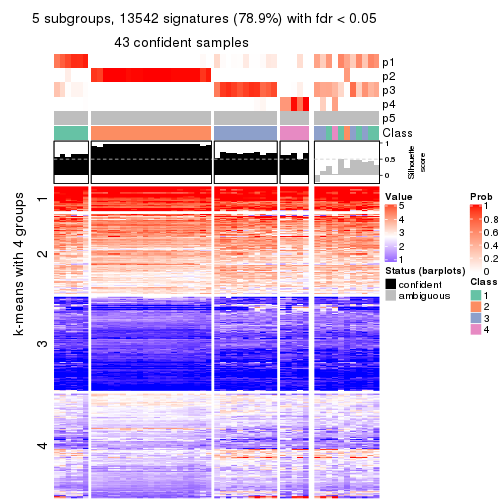 5 subgroups, 13542 signatures (78.9%) with fdr < 0.05
43 confident samples
p1
p2
p3
p4
p5
Class
1
0.5
0
Silhouette
score
k-means with 4 groups
1
2
3
4
Value
5
4
3
2
1
Status (barplots)
confident
ambiguous
Prob
1
0.8
0.6
0.4
0.2
0
Class
1
2
3
4